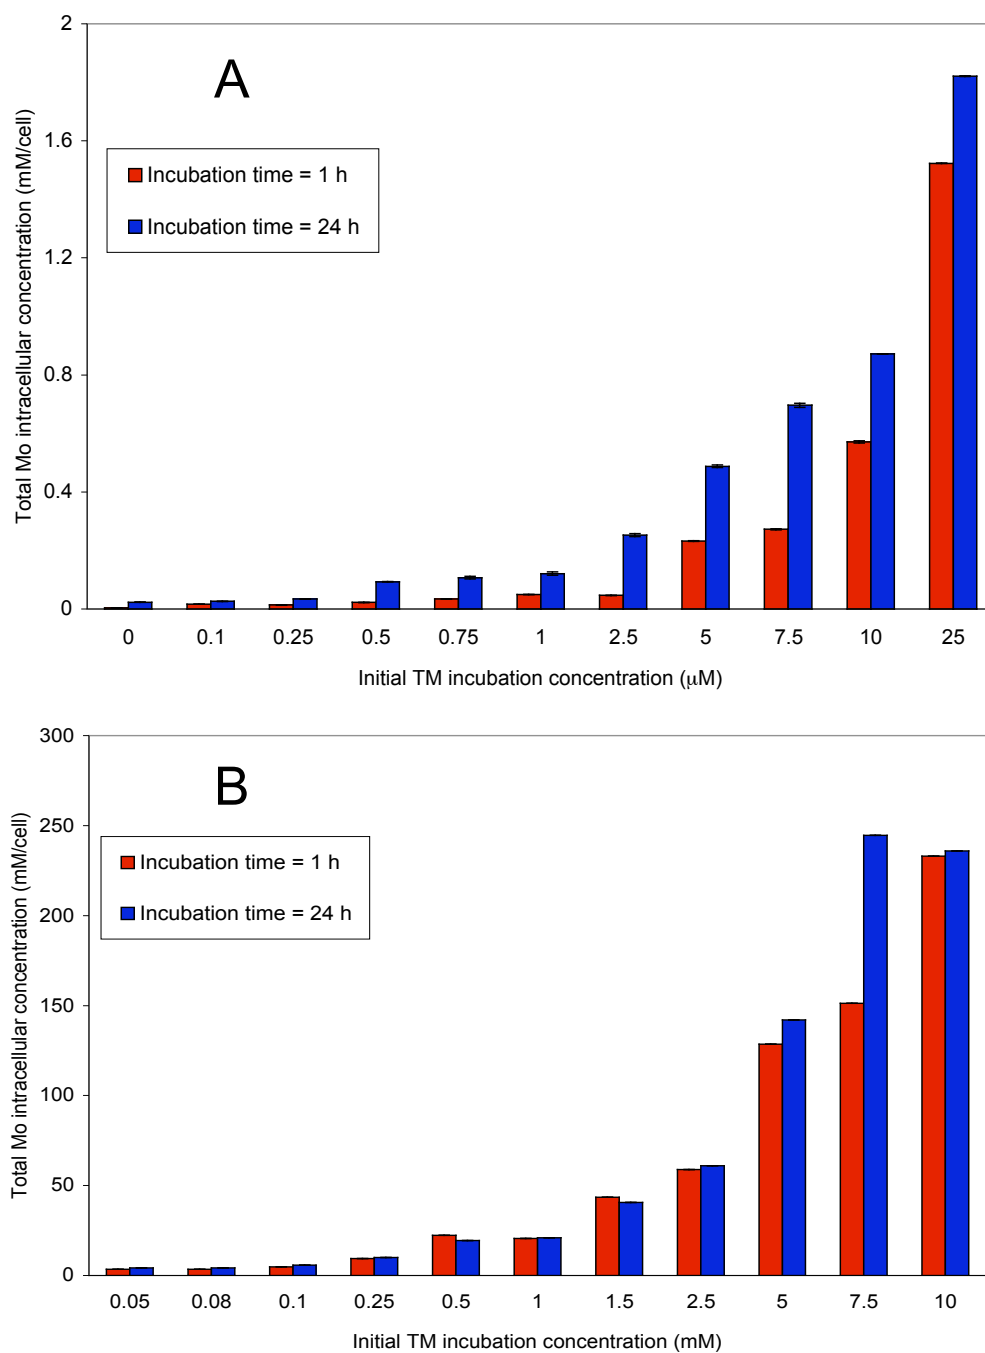 A
Total Mo intracellular concentration (mM/cell)
2
1.6
1.2
0.8
0.4
0
Incubation time = 1 h
Incubation time = 24 h
0 0.1 0.25 0.5 0.75 1 2.5 5 7.5 10 25
Initial TM incubation concentration (μM)
B
Total Mo intracellular concentration (mM/cell)
300
250
200
150
100
50
0
Incubation time = 1 h
Incubation time = 24 h
0.05 0.08 0.1 0.25 0.5 1 1.5 2.5 5 7.5 10
Initial TM incubation concentration (mM)